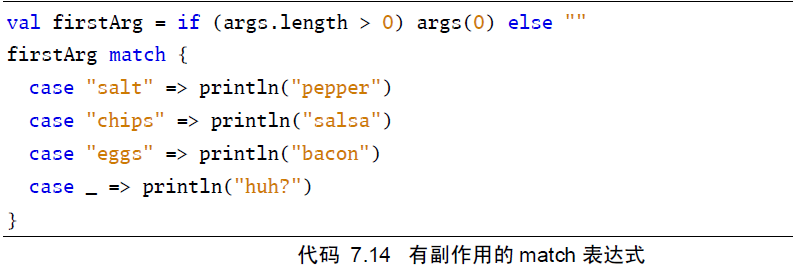 val firstArg = if (args.length > 0) args(0) else ""
firstArg match {
  case "salt" => println("pepper")
  case "chips" => println("salsa")
  case "eggs" => println("bacon")
  case _ => println("huh?")
}
代码 7.14 有副作用的 match 表达式